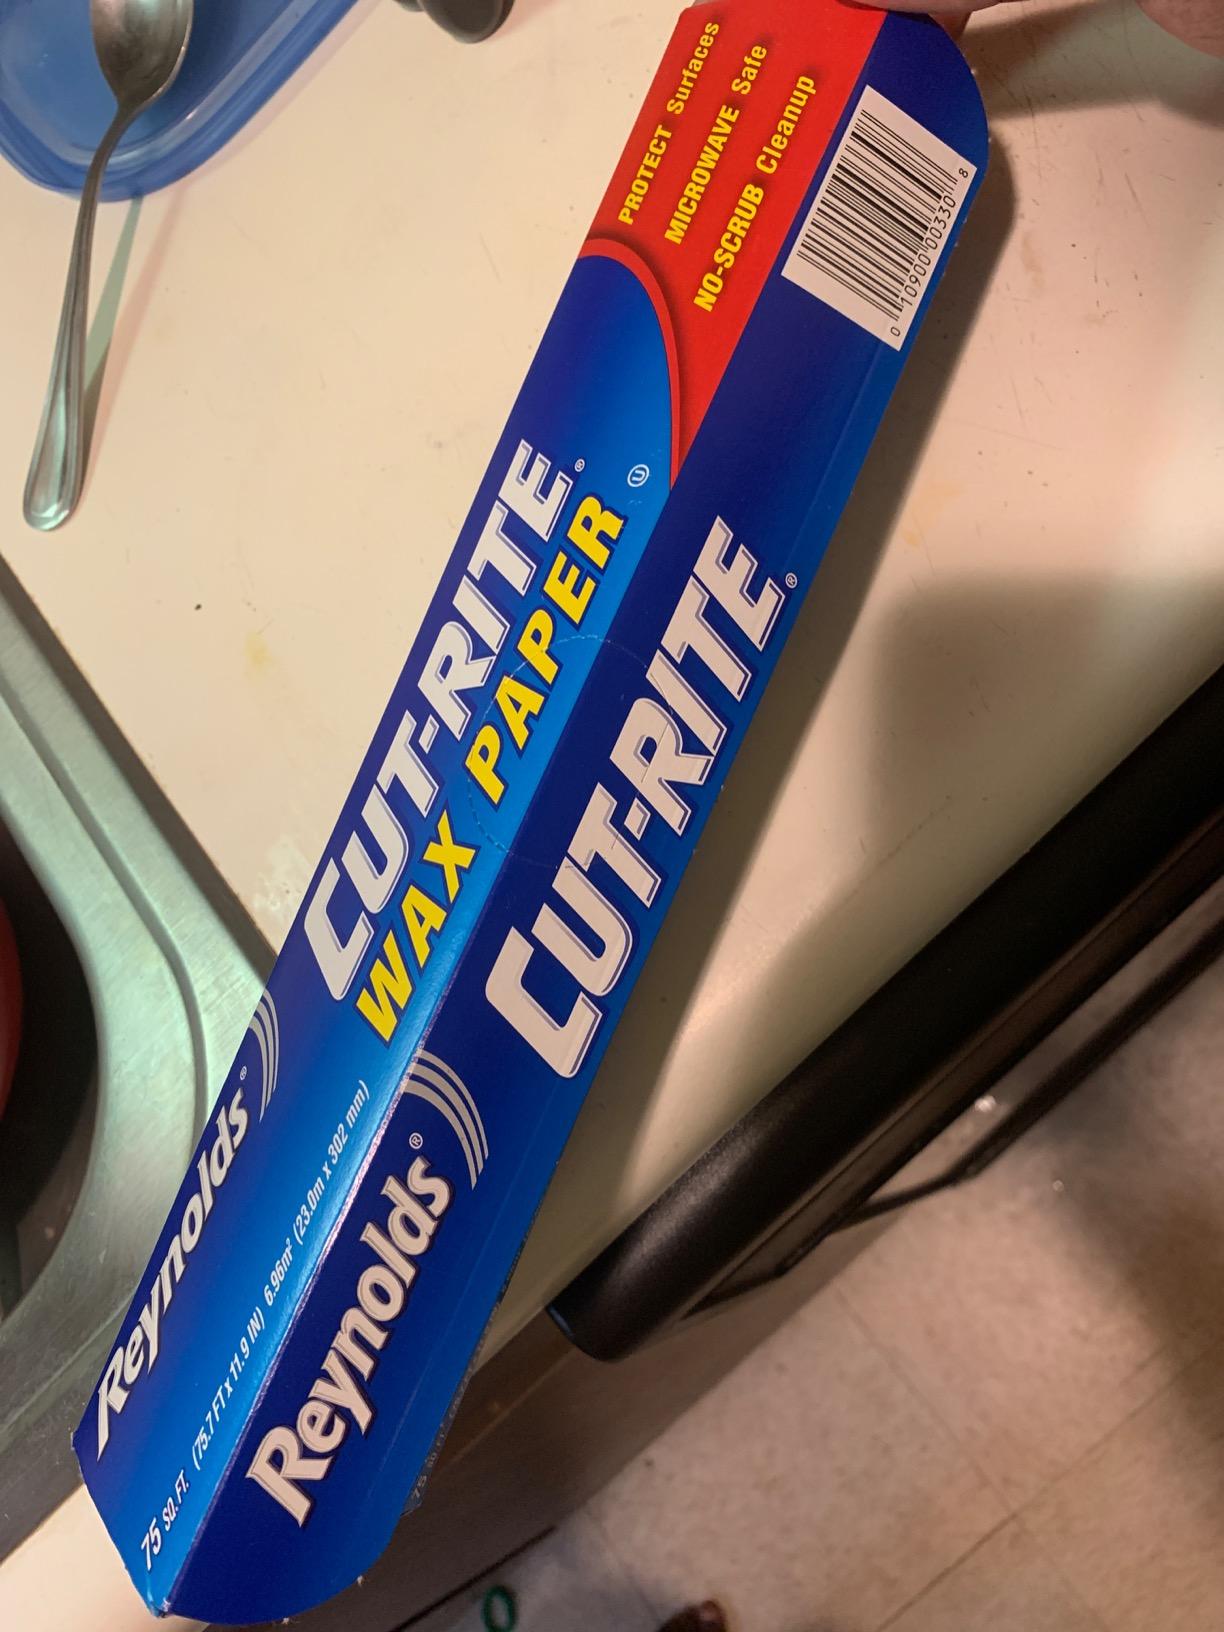 PROTECT Surfaces
MICROWAVE Safe
NO-SCRUB Cleanup
0 10900 00330 8
Reynolds®
CUT-RITE®
WAX PAPER Ⓤ
75 SQ. FT. (75.7 FT x 11.9 IN) 6.96m² (23.0m x 302 mm)
Reynolds®
CUT-RITE®